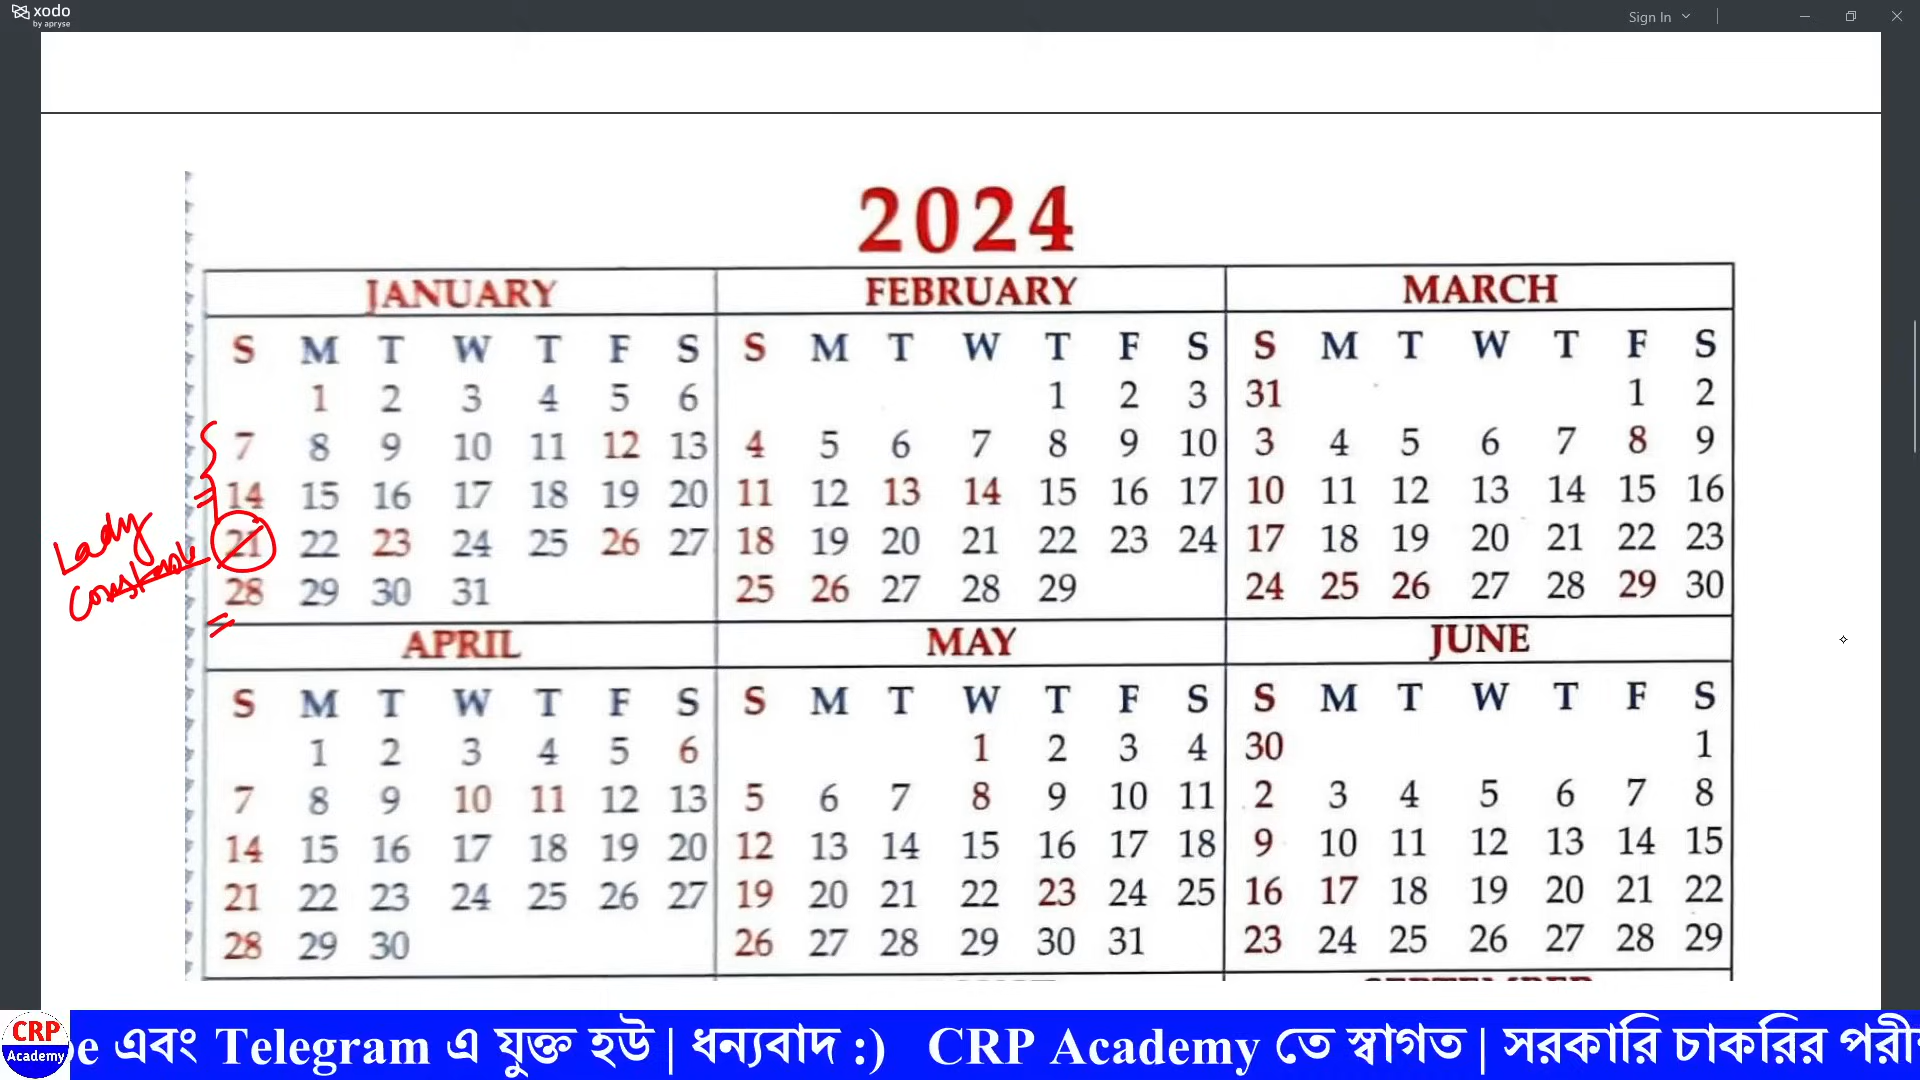 xodo
by apryse
Sign In
2024
JANUARY FEBRUARY MARCH
S M T W T F S S M T W T F S S M T W T F S
1 2 3 4 5 6 1 2 3 31 1 2
7 8 9 10 11 12 13 4 5 6 7 8 9 10 3 4 5 6 7 8 9
14 15 16 17 18 19 20 11 12 13 14 15 16 17 10 11 12 13 14 15 16
21 22 23 24 25 26 27 18 19 20 21 22 23 24 17 18 19 20 21 22 23
28 29 30 31 25 26 27 28 29 24 25 26 27 28 29 30
Lady
APRIL MAY JUNE
S M T W T F S S M T W T F S S M T W T F S
1 2 3 4 5 6 1 2 3 4 30 1
7 8 9 10 11 12 13 5 6 7 8 9 10 11 2 3 4 5 6 7 8
14 15 16 17 18 19 20 12 13 14 15 16 17 18 9 10 11 12 13 14 15
21 22 23 24 25 26 27 19 20 21 22 23 24 25 16 17 18 19 20 21 22
28 29 30 26 27 28 29 30 31 23 24 25 26 27 28 29
CRP
Academy
be এবং Telegram এ যুক্ত হউ | ধন্যবাদ :) CRP Academy তে স্বাগত | সরকারি চাকরির